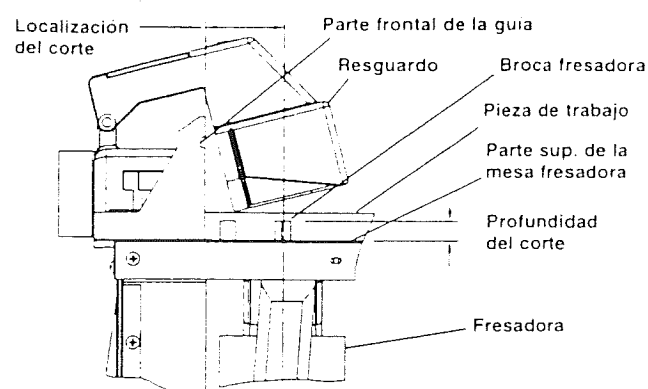 Localización
del corte
Parte frontal de la guia
Resguardo
Broca fresadora
Pieza de trabajo
Parte sup. de la
mesa fresadora
Profundidad
del corte
Fresadora